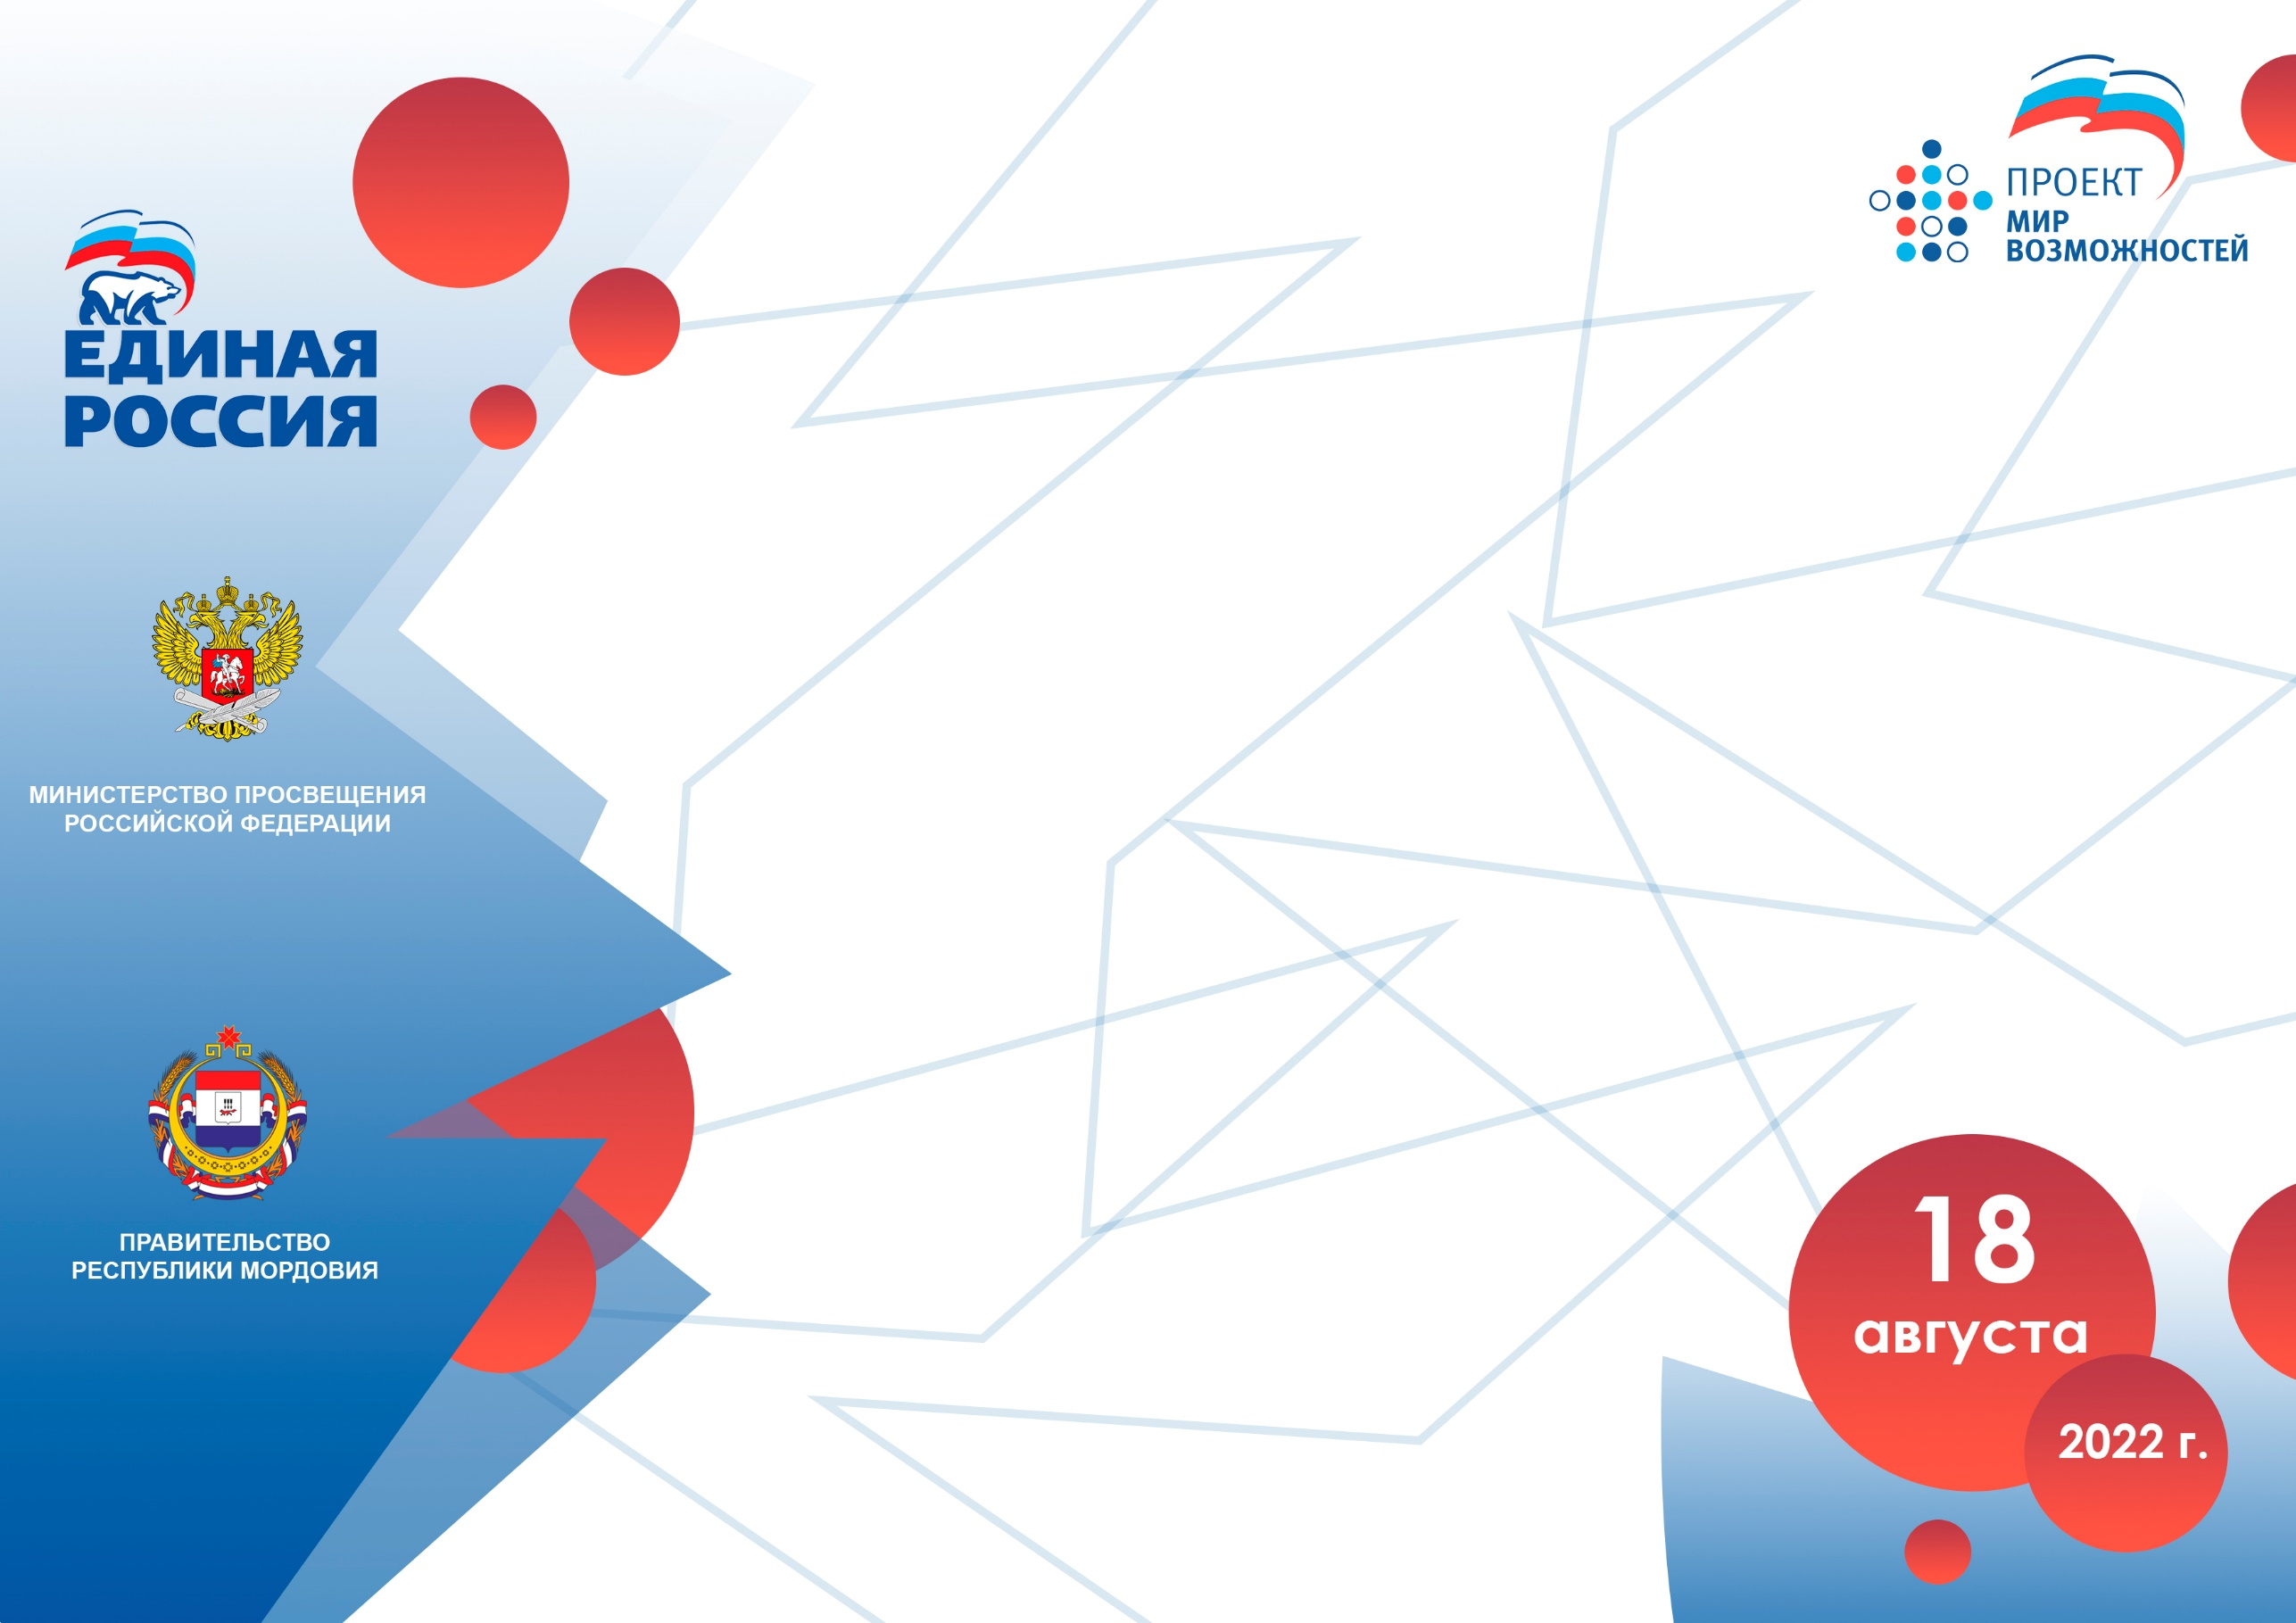 ЕДИНАЯ
РОССИЯ
МИНИСТЕРСТВО ПРОСВЕЩЕНИЯ
РОССИЙСКОЙ ФЕДЕРАЦИИ
ПРАВИТЕЛЬСТВО
РЕСПУБЛИКИ МОРДОВИЯ
ПРОЕКТ
МИР
ВОЗМОЖНОСТЕЙ
18
августа
2022 г.